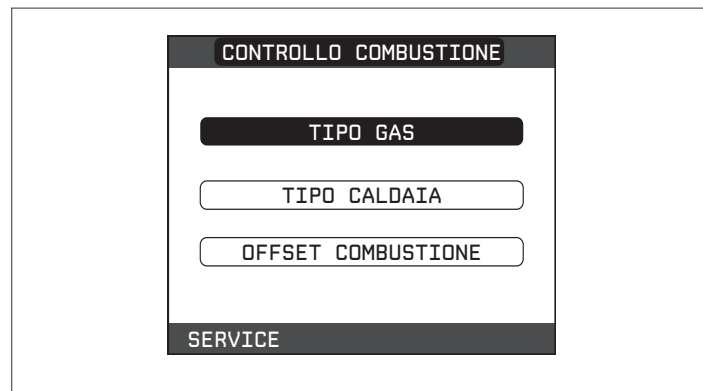 CONTROLLO COMBUSTIONE
TIPO GAS
TIPO CALDAIA
OFFSET COMBUSTIONE
SERVICE